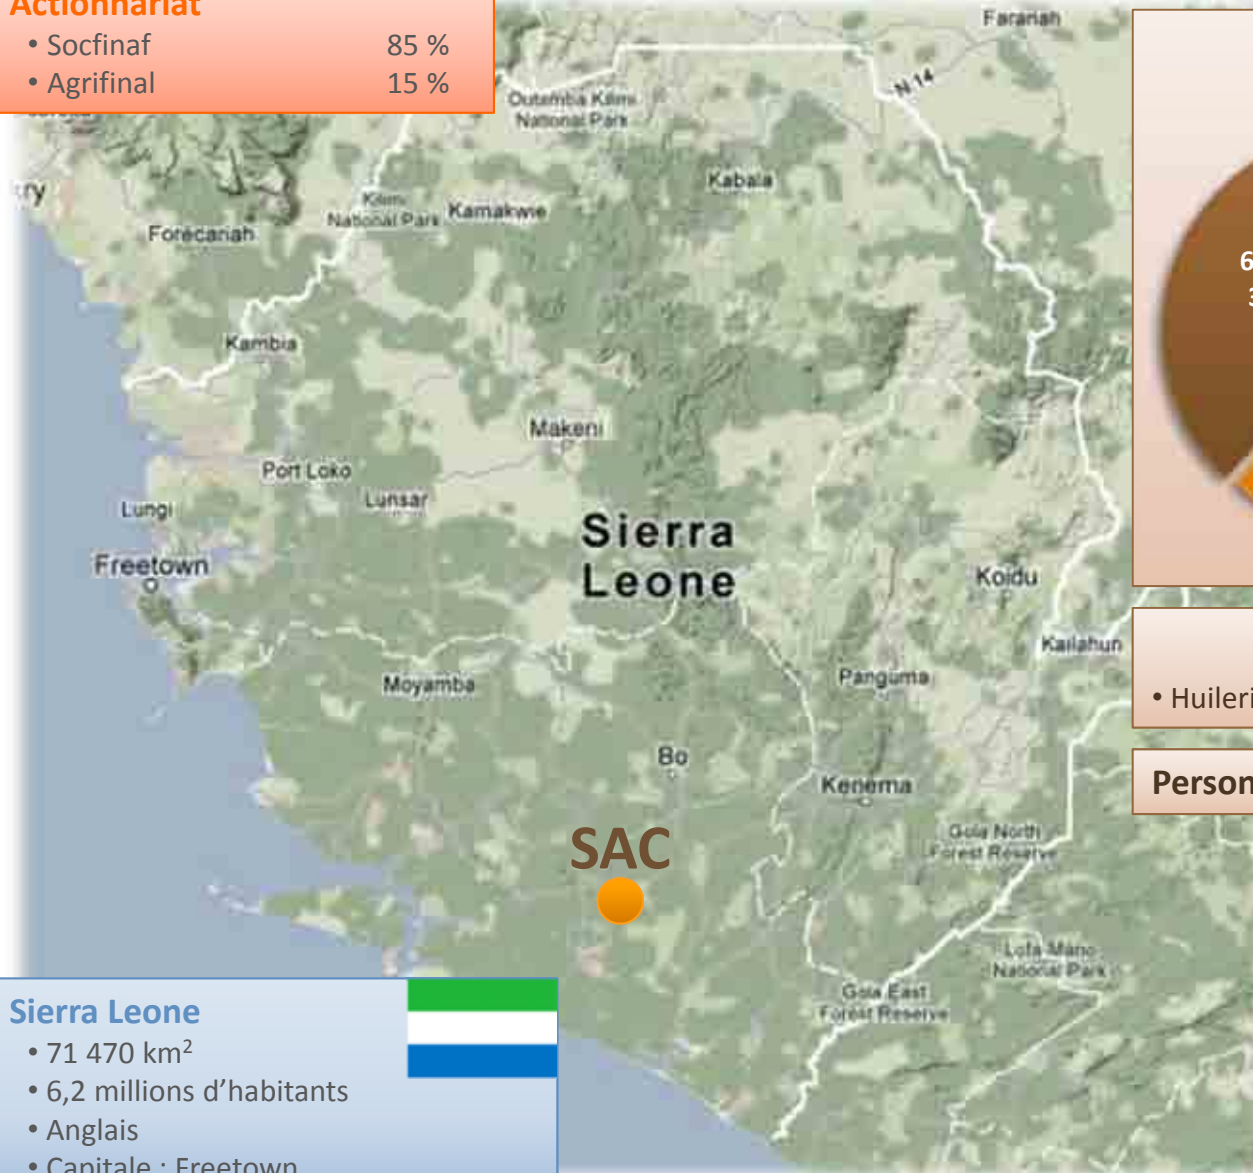 Actionnariat
• Socfinaf 85 %
• Agrifinal 15 %
Faranah
N 14
Outamba Kilimi
National Park
Kabala
Kilimi
National Park
Kamakwie
Forecariah
Kambia
Makeni
Port Loko
Lunsar
Lungi
Freetown
Sierra
Leone
Koidu
Kailahun
Panguma
Moyamba
Bo
Kenema
SAC
Gola North
Forest Reserve
Lofa-Mano
National Park
Gola East
Forest Reserve
• Huileri
Person
Sierra Leone
• 71 470 km²
• 6,2 millions d’habitants
• Anglais
• Capitale : Freetown